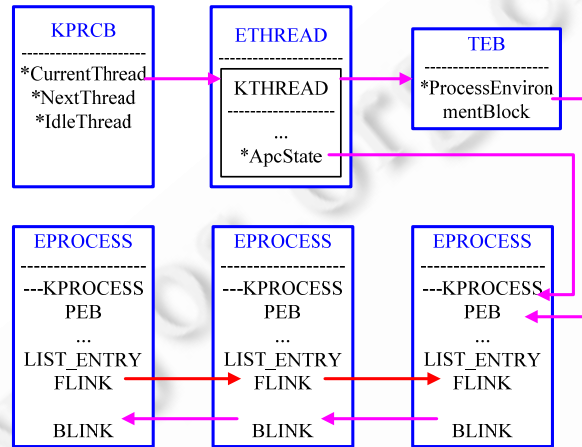 KPRCB
*CurrentThread
*NextThread
*IdleThread
ETHREAD
KTHREAD
...
*ApcState
TEB
*ProcessEnviron
mentBlock
EPROCESS
---KPROCESS
PEB
...
LIST_ENTRY
FLINK
BLINK
EPROCESS
---KPROCESS
PEB
...
LIST_ENTRY
FLINK
BLINK
EPROCESS
---KPROCESS
PEB
...
LIST_ENTRY
FLINK
BLINK